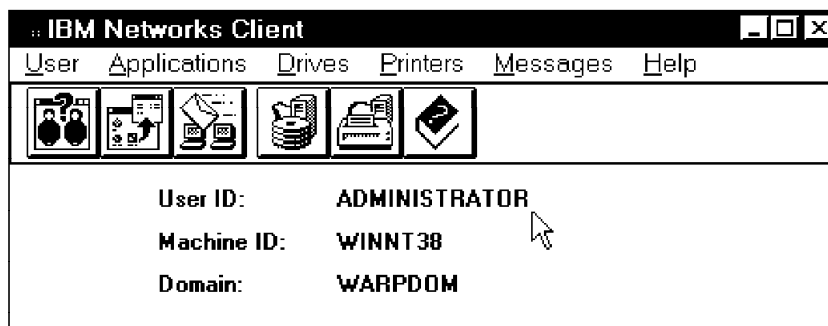 IBM Networks Client
User Applications Drives Printers Messages Help
User ID: ADMINISTRATOR
Machine ID: WINNT38
Domain: WARPDOM